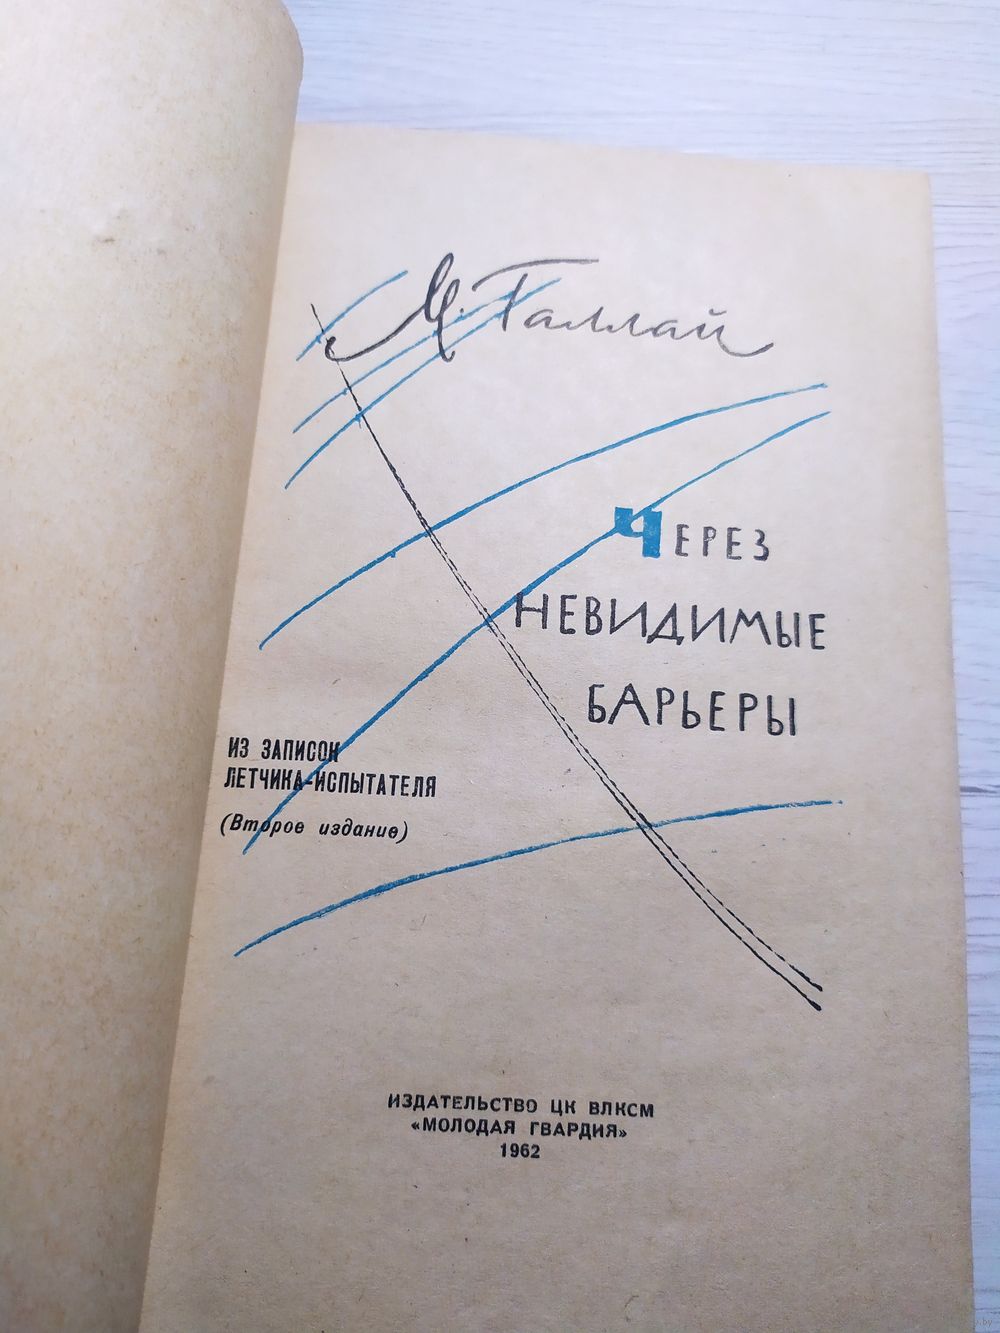 М. Галлай
Через
невидимые
барьеры
ИЗ ЗАПИСОК
ЛЕТЧИКА-ИСПЫТАТЕЛЯ
(Второе издание)
ИЗДАТЕЛЬСТВО ЦК ВЛКСМ
«МОЛОДАЯ ГВАРДИЯ»
1962